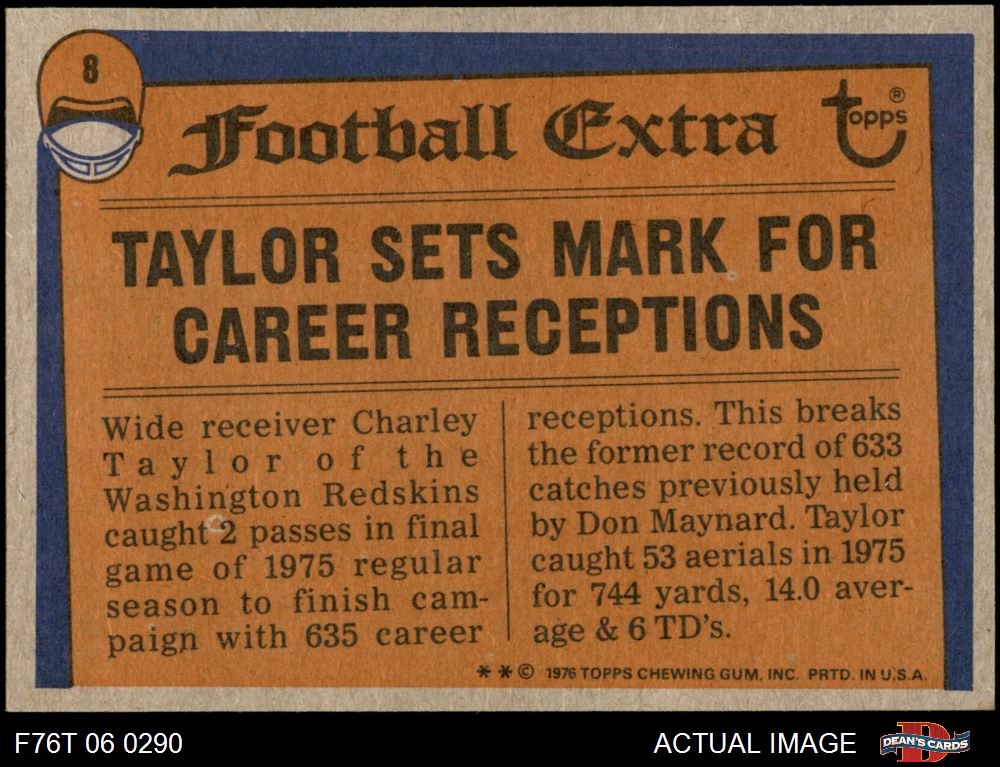 8
Football Extra
topps ®
TAYLOR SETS MARK FOR
CAREER RECEPTIONS
Wide receiver Charley
Taylor of the
Washington Redskins
caught 2 passes in final
game of 1975 regular
season to finish cam-
paign with 635 career
receptions. This breaks
the former record of 633
catches previously held
by Don Maynard. Taylor
caught 53 aerials in 1975
for 744 yards, 14.0 aver-
age & 6 TD's.
* * © 1976 TOPPS CHEWING GUM, INC. PRTD. IN U.S.A.
F76T 06 0290
ACTUAL IMAGE
D
DEAN'S CARDS